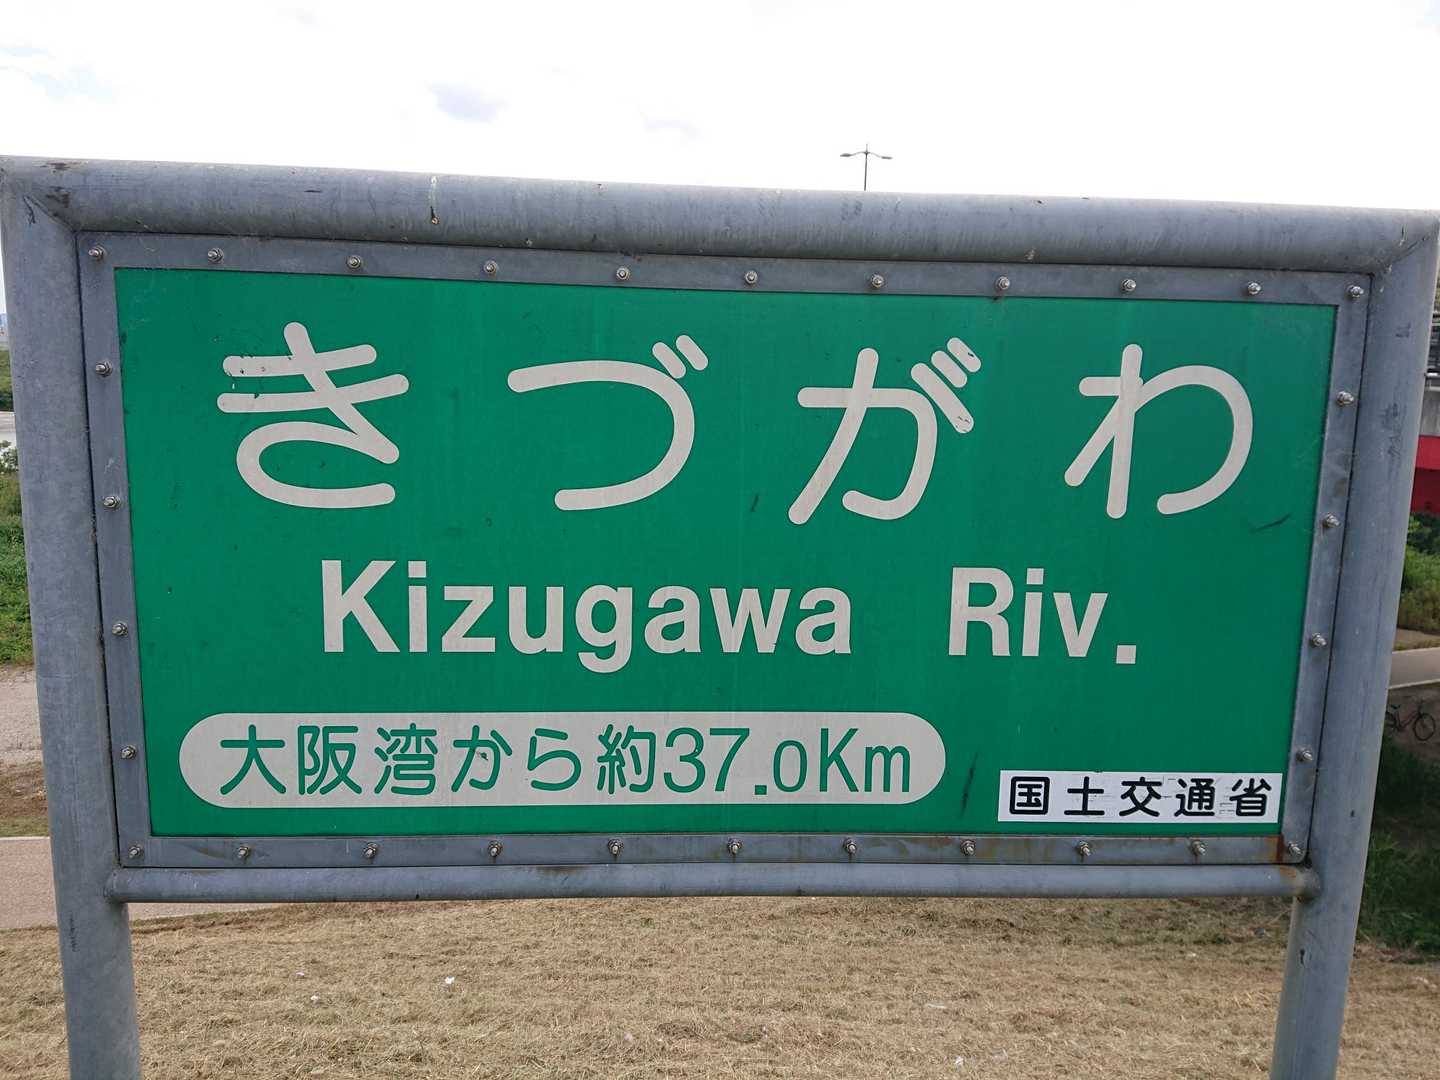 きづがわ
Kizugawa Riv.
大阪湾から約37.0Km
国土交通省